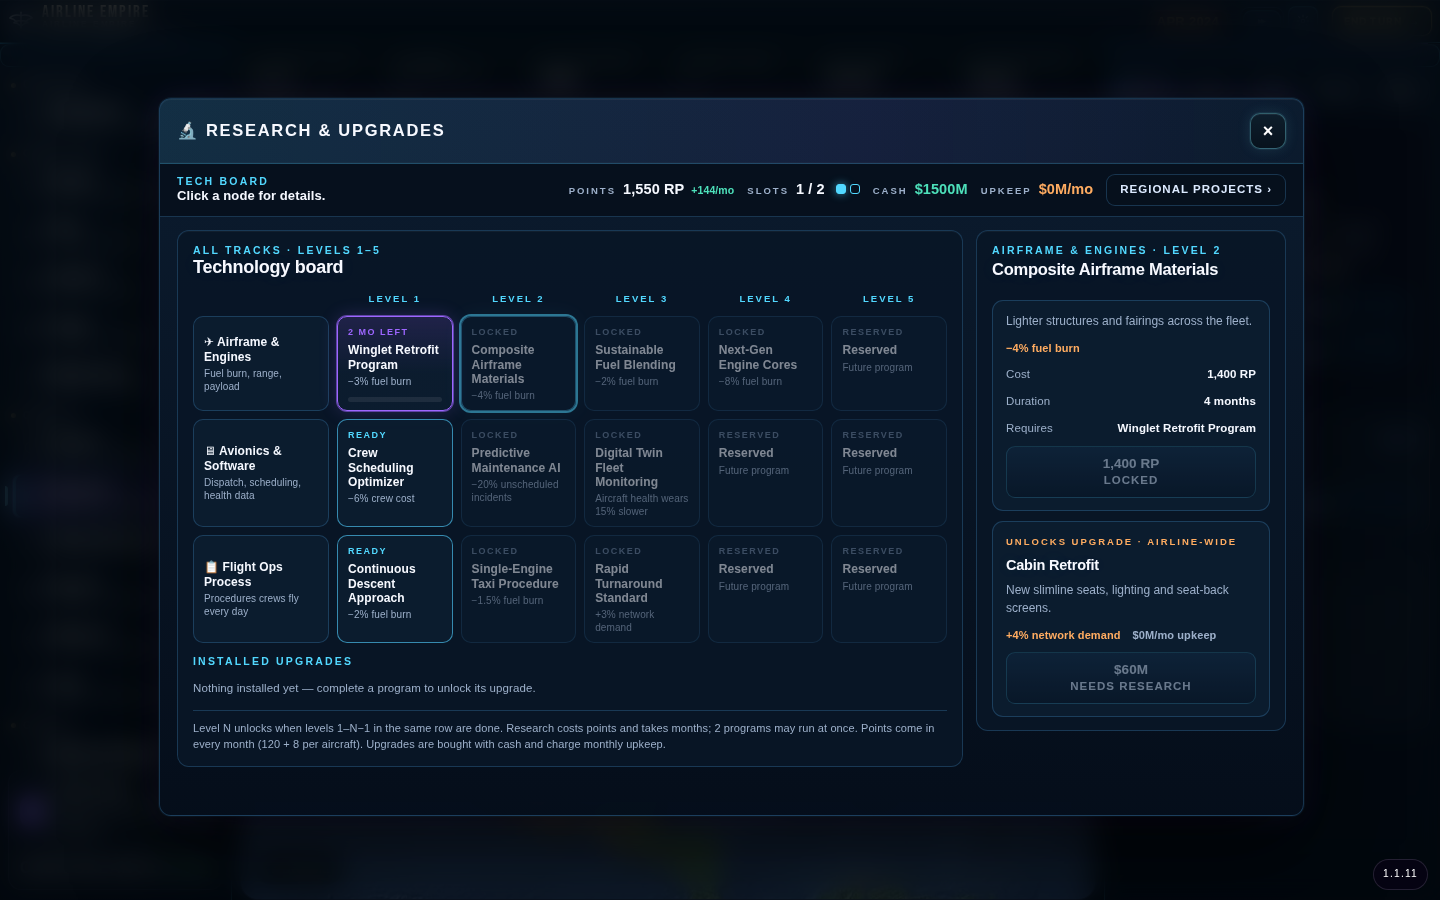 AIRLINE EMPIRE
🔬 RESEARCH & UPGRADES
×
TECH BOARD
Click a node for details.
POINTS 1,550 RP +144/mo SLOTS 1 / 2 CASH $1500M UPKEEP $0M/mo REGIONAL PROJECTS ›
ALL TRACKS · LEVELS 1–5
Technology board
LEVEL 1 LEVEL 2 LEVEL 3 LEVEL 4 LEVEL 5
✈ Airframe &
Engines
Fuel burn, range,
payload
2 MO LEFT
Winglet Retrofit
Program
−3% fuel burn
LOCKED
Composite
Airframe
Materials
−4% fuel burn
LOCKED
Sustainable
Fuel Blending
−2% fuel burn
LOCKED
Next-Gen
Engine Cores
−8% fuel burn
RESERVED
Reserved
Future program
🖥 Avionics &
Software
Dispatch, scheduling,
health data
READY
Crew
Scheduling
Optimizer
−6% crew cost
LOCKED
Predictive
Maintenance AI
−20% unscheduled
incidents
LOCKED
Digital Twin
Fleet
Monitoring
Aircraft health wears
15% slower
RESERVED
Reserved
Future program
RESERVED
Reserved
Future program
📋 Flight Ops
Process
Procedures crews fly
every day
READY
Continuous
Descent
Approach
−2% fuel burn
LOCKED
Single-Engine
Taxi Procedure
−1.5% fuel burn
LOCKED
Rapid
Turnaround
Standard
+3% network
demand
RESERVED
Reserved
Future program
RESERVED
Reserved
Future program
INSTALLED UPGRADES
Nothing installed yet — complete a program to unlock its upgrade.
Level N unlocks when levels 1–N−1 in the same row are done. Research costs points and takes months; 2 programs may run at once. Points come in
every month (120 + 8 per aircraft). Upgrades are bought with cash and charge monthly upkeep.
AIRFRAME & ENGINES · LEVEL 2
Composite Airframe Materials
Lighter structures and fairings across the fleet.
−4% fuel burn
Cost 1,400 RP
Duration 4 months
Requires Winglet Retrofit Program
1,400 RP
LOCKED
UNLOCKS UPGRADE · AIRLINE-WIDE
Cabin Retrofit
New slimline seats, lighting and seat-back
screens.
+4% network demand $0M/mo upkeep
$60M
NEEDS RESEARCH
1.1.11